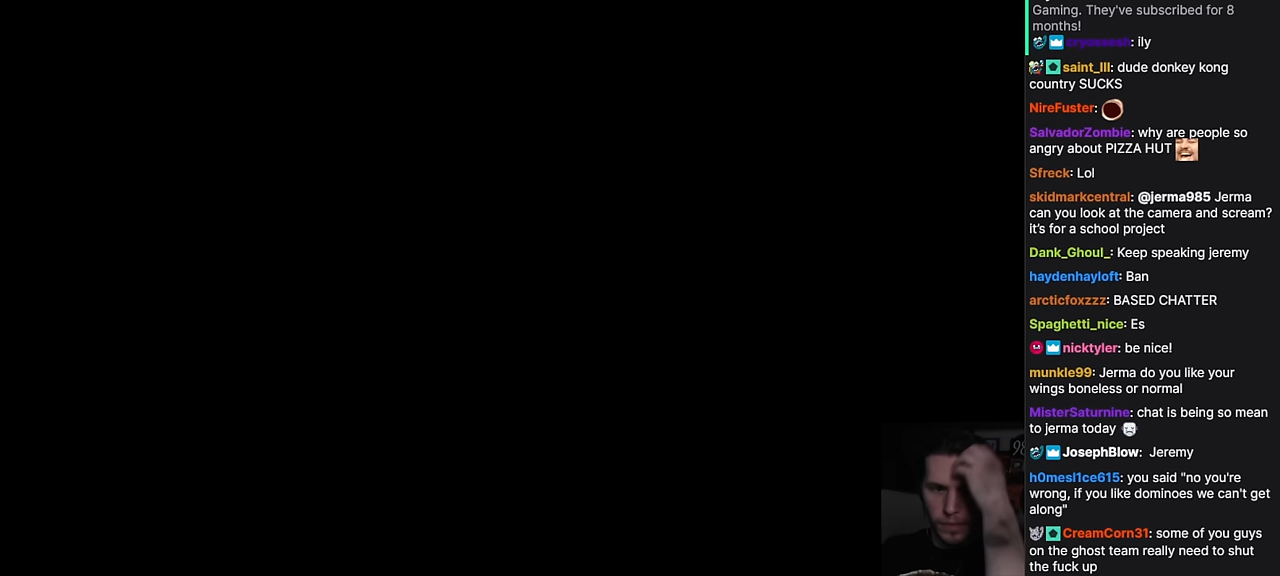 Gaming. They've subscribed for 8
months!
: ily
saint_lll: dude donkey kong
country SUCKS
NireFuster:
SalvadorZombie: why are people so
angry about PIZZA HUT
Sfreck: Lol
skidmarkcentral: @jerma985 Jerma
can you look at the camera and scream?
it's for a school project
Dank_Ghoul_: Keep speaking jeremy
haydenhayloft: Ban
arcticfoxzzz: BASED CHATTER
Spaghetti_nice: Es
nicktyler: be nice!
munkle99: Jerma do you like your
wings boneless or normal
MisterSaturnine: chat is being so mean
to jerma today
JosephBlow: Jeremy
h0mesl1ce615: you said "no you're
wrong, if you like dominoes we can't get
along"
CreamCorn31: some of you guys
on the ghost team really need to shut
the fuck up